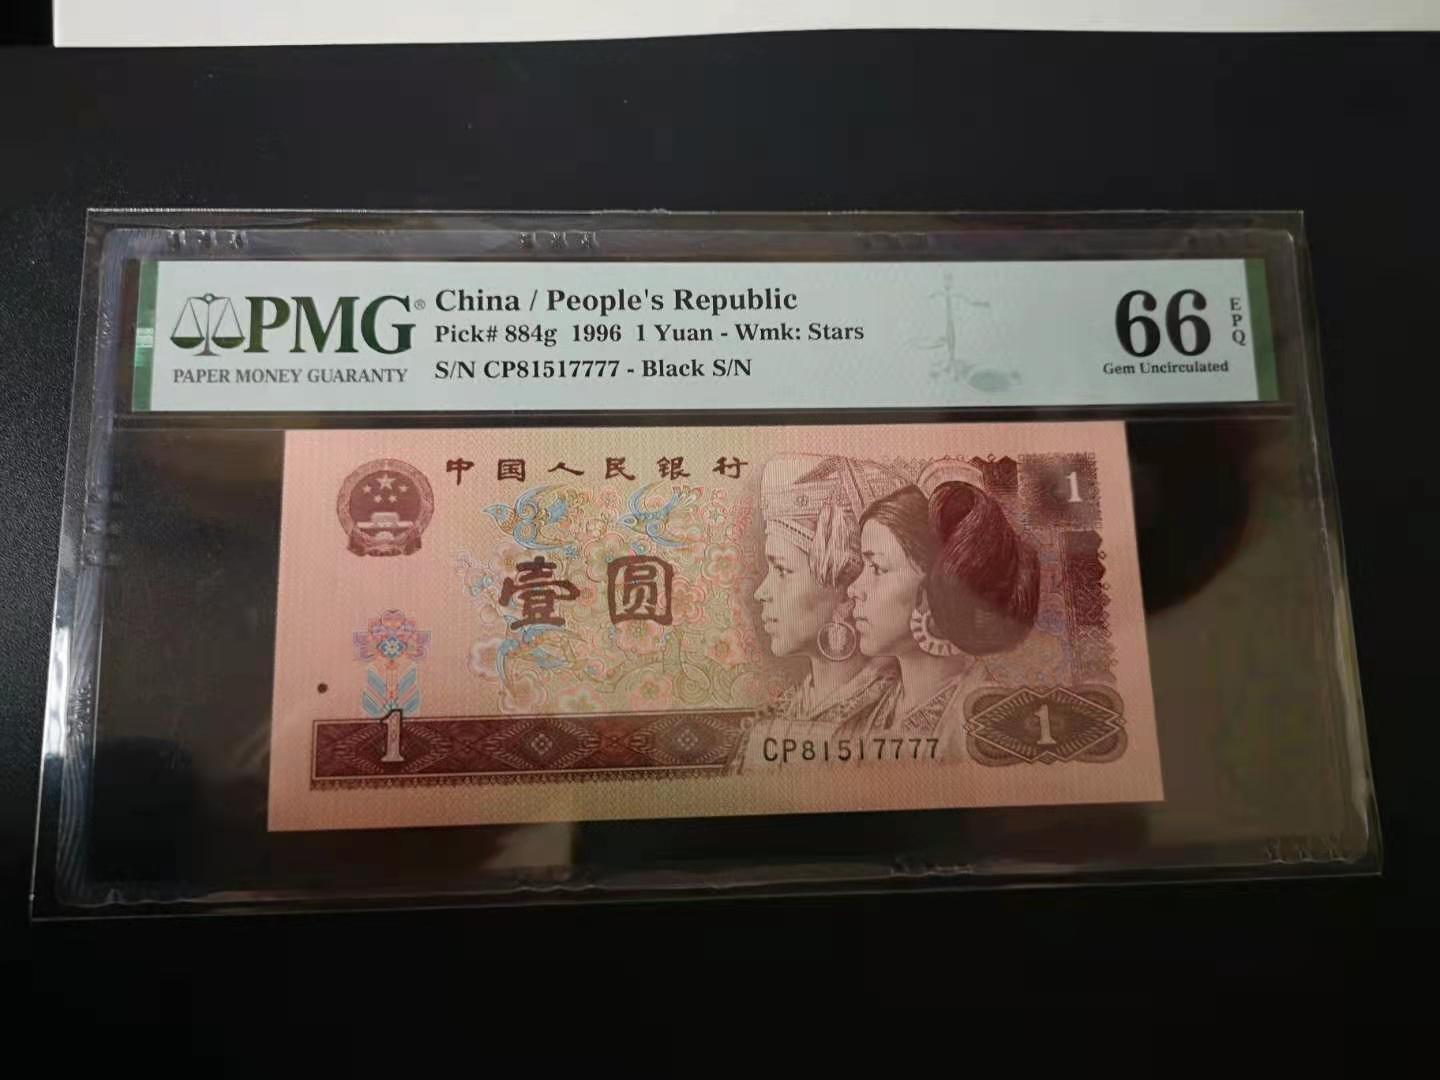 PMG®
PAPER MONEY GUARANTY
China / People's Republic
Pick# 884g 1996 1 Yuan - Wmk: Stars
S/N CP81517777 - Black S/N
66
EPQ
Gem Uncirculated
中国人民银行
1
壹圆
1
CP81517777
1